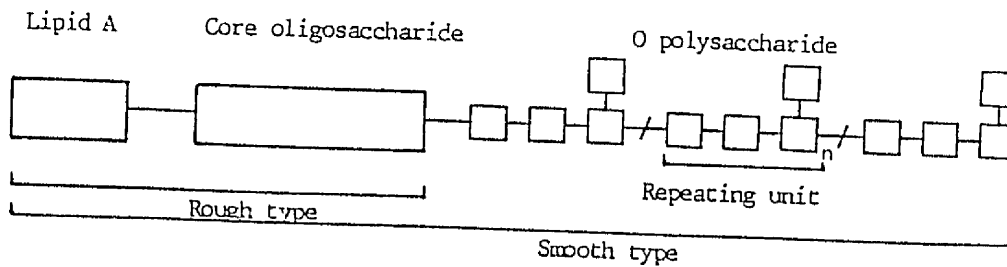 Lipid A
Core oligosaccharide
O polysaccharide
n
Repeating unit
Rough type
Smooth type